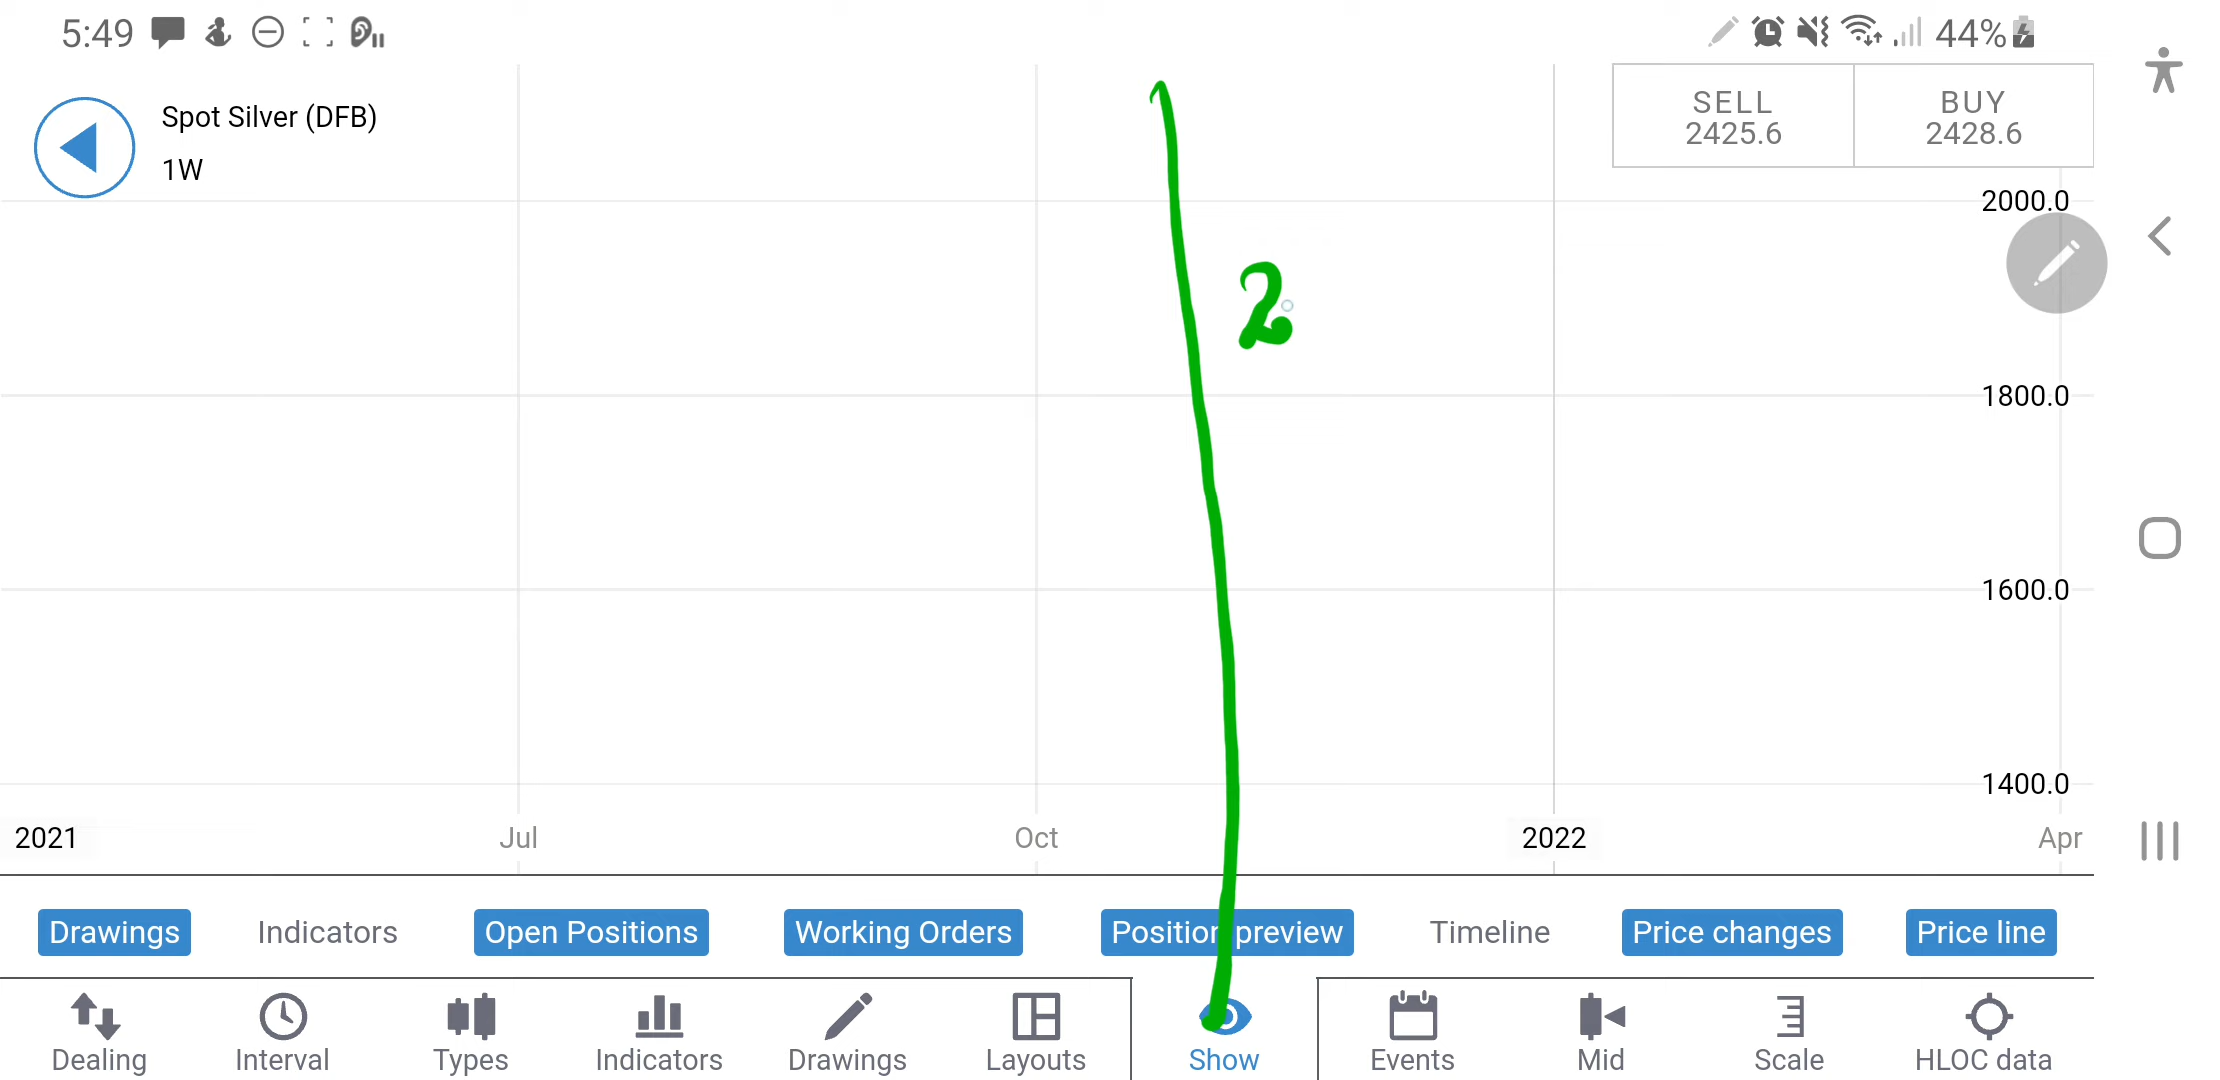 5:49 44%
Spot Silver (DFB)
1W
SELL BUY
2425.6 2428.6
2000.0
2
1800.0
1600.0
1400.0
2021 Jul Oct 2022 Apr
Drawings Indicators Open Positions Working Orders Position preview Timeline Price changes Price line
Dealing Interval Types Indicators Drawings Layouts Show Events Mid Scale HLOC data